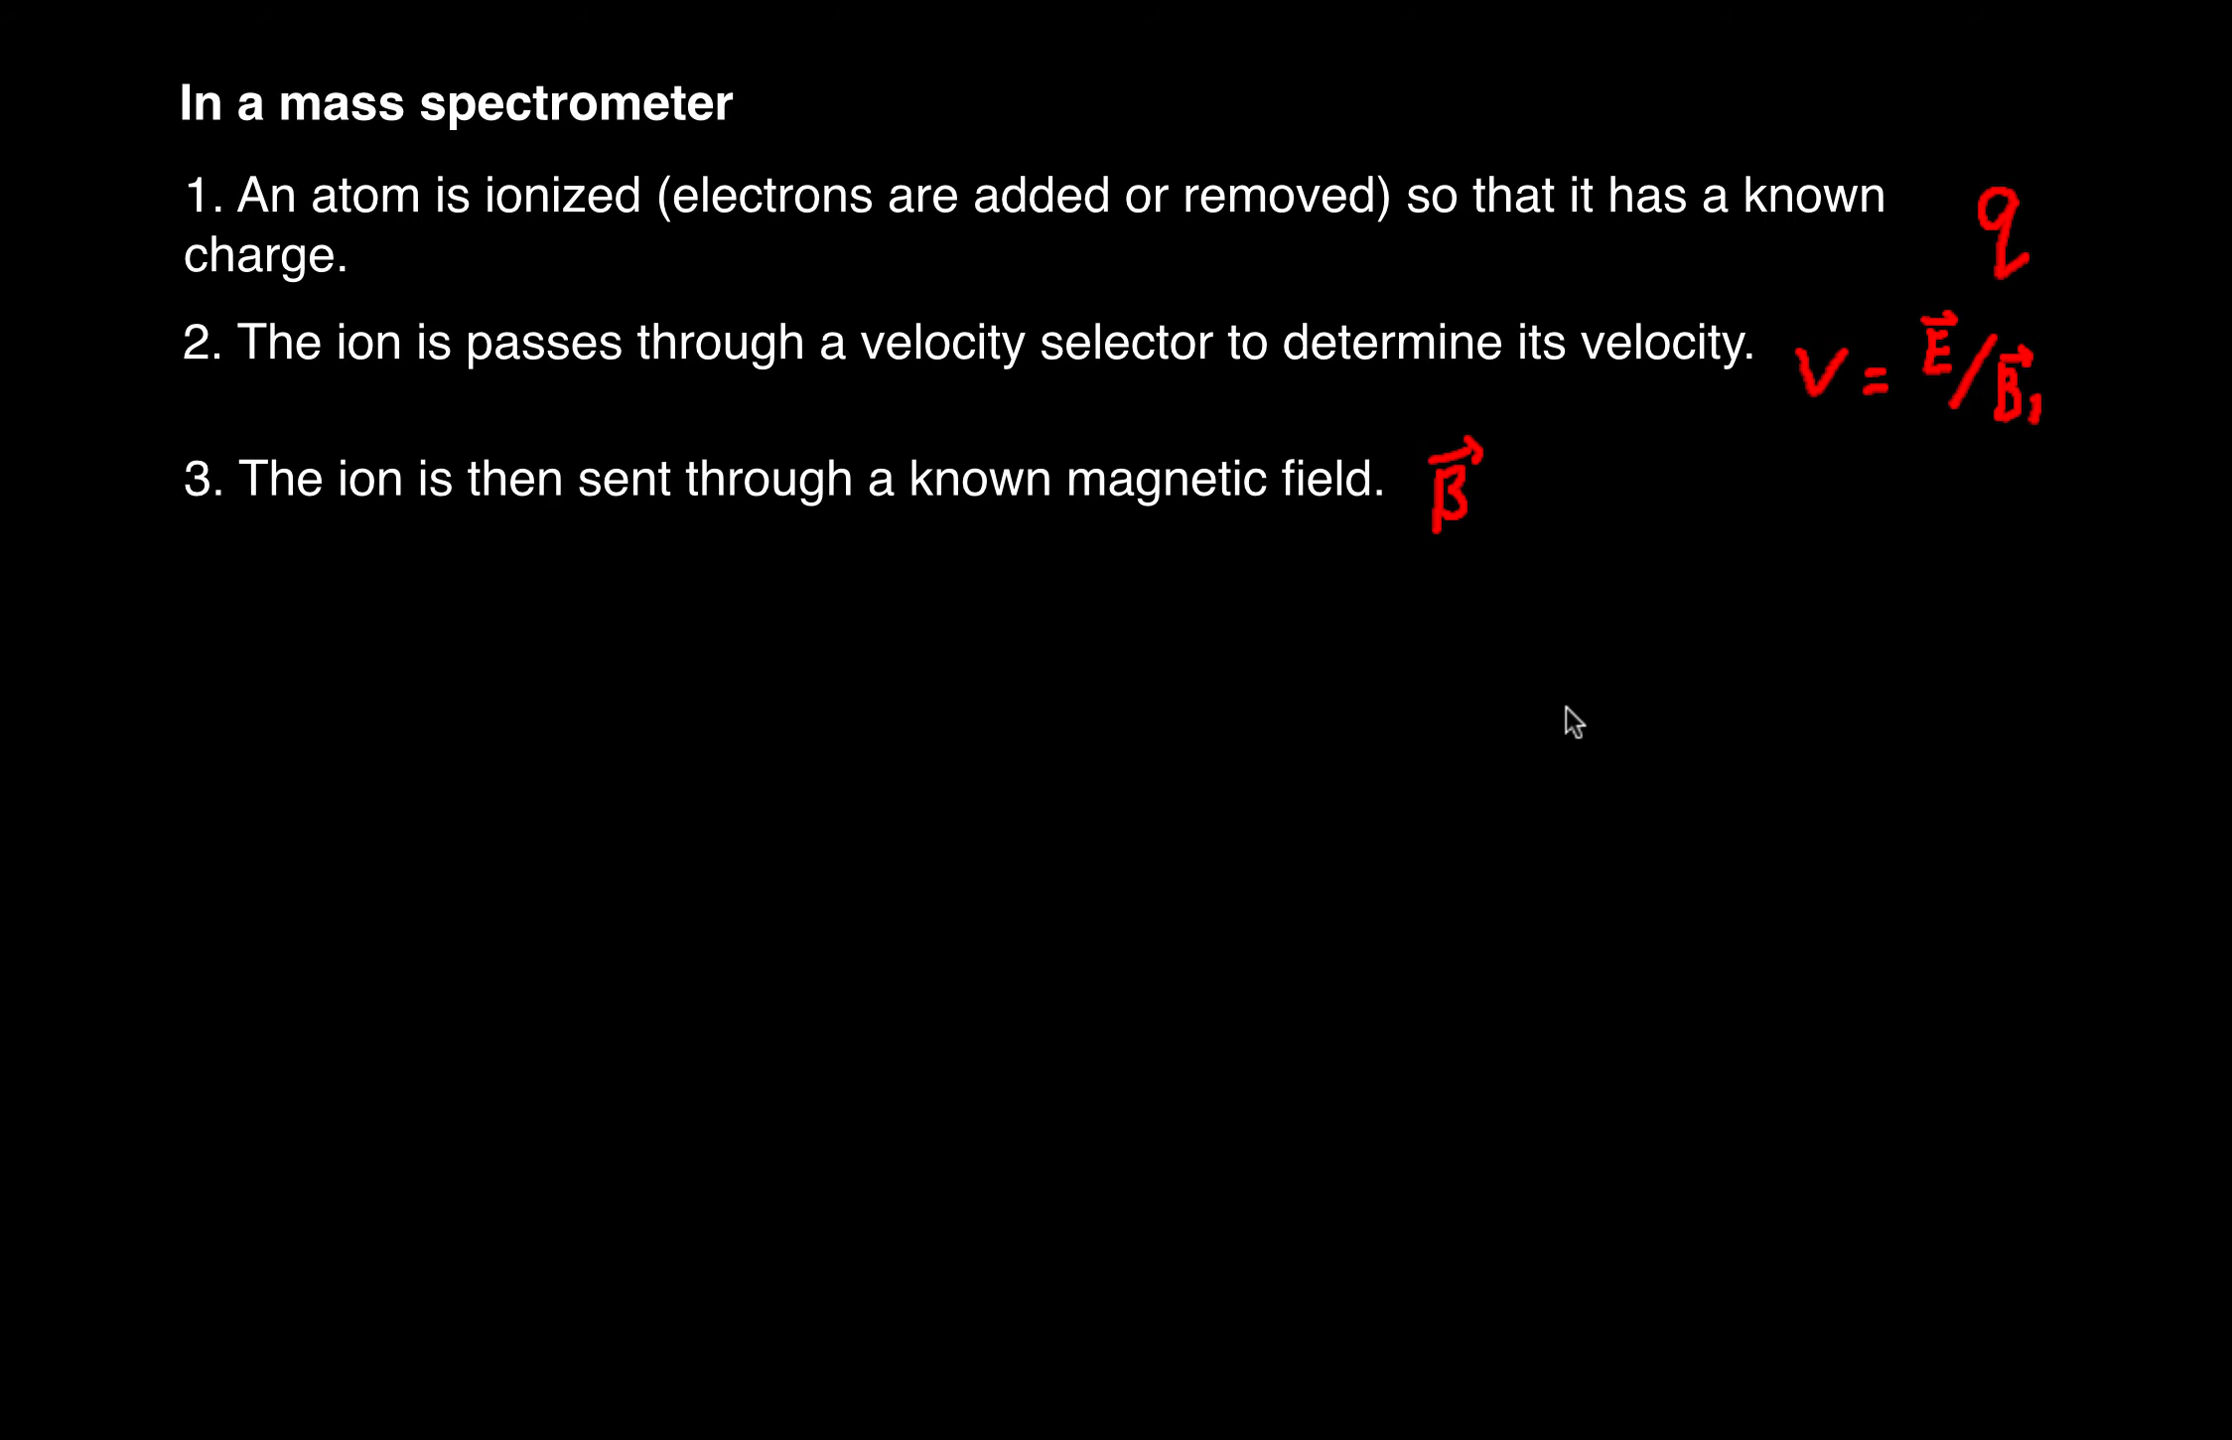 In a mass spectrometer
1. An atom is ionized (electrons are added or removed) so that it has a known
charge.
q
2. The ion is passes through a velocity selector to determine its velocity.
V = E⃗/B⃗₁
3. The ion is then sent through a known magnetic field. B⃗